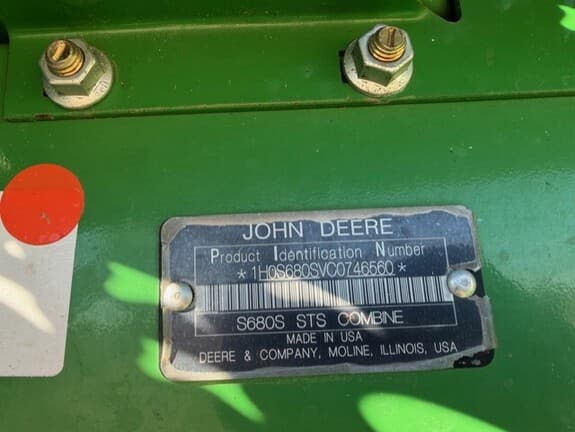 JOHN DEERE
Product Identification Number
*1H0S680SVC0746560*
S680S STS COMBINE
MADE IN USA
DEERE & COMPANY, MOLINE, ILLINOIS, USA